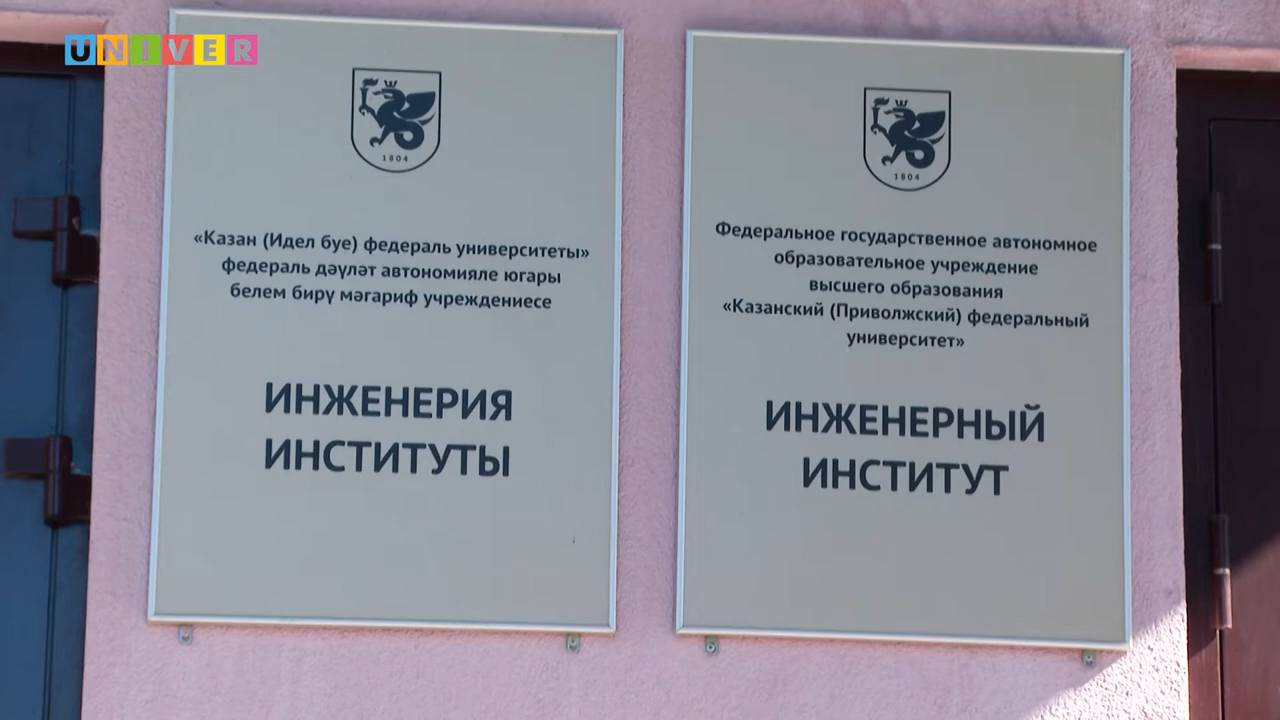 UNIVER
1804
«Казан (Идел буе) федераль университеты»
федераль дәүләт автономияле югары
белем бирү мәгариф учреждениесе
ИНЖЕНЕРИЯ
ИНСТИТУТЫ
1804
Федеральное государственное автономное
образовательное учреждение
высшего образования
«Казанский (Приволжский) федеральный
университет»
ИНЖЕНЕРНЫЙ
ИНСТИТУТ